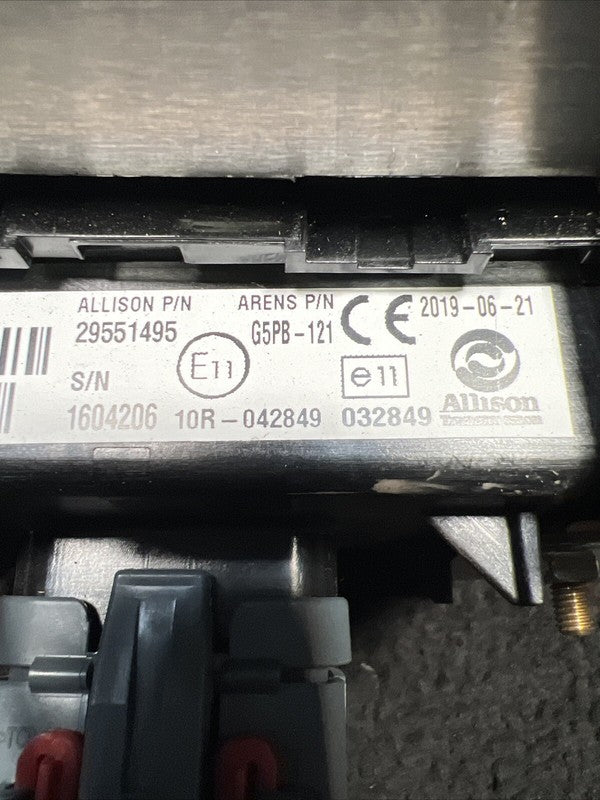 ALLISON P/N ARENS P/N CE 2019-06-21
29551495 G5PB-121
E11 e11
S/N
1604206 10R-042849 032849 Allison